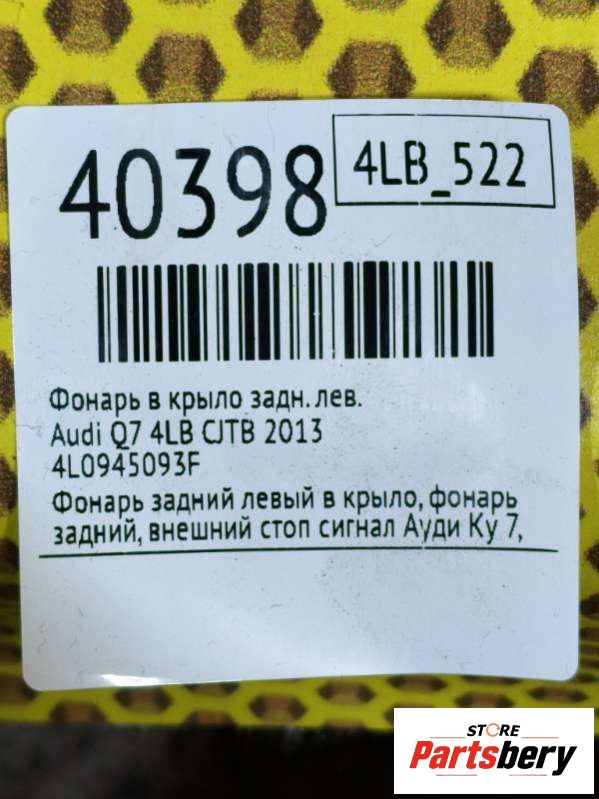 40398
4LB_522
Фонарь в крыло задн. лев.
Audi Q7 4LB CJTB 2013
4L0945093F
Фонарь задний левый в крыло, фонарь
задний, внешний стоп сигнал Ауди Ку 7,
STORE
Partsbery